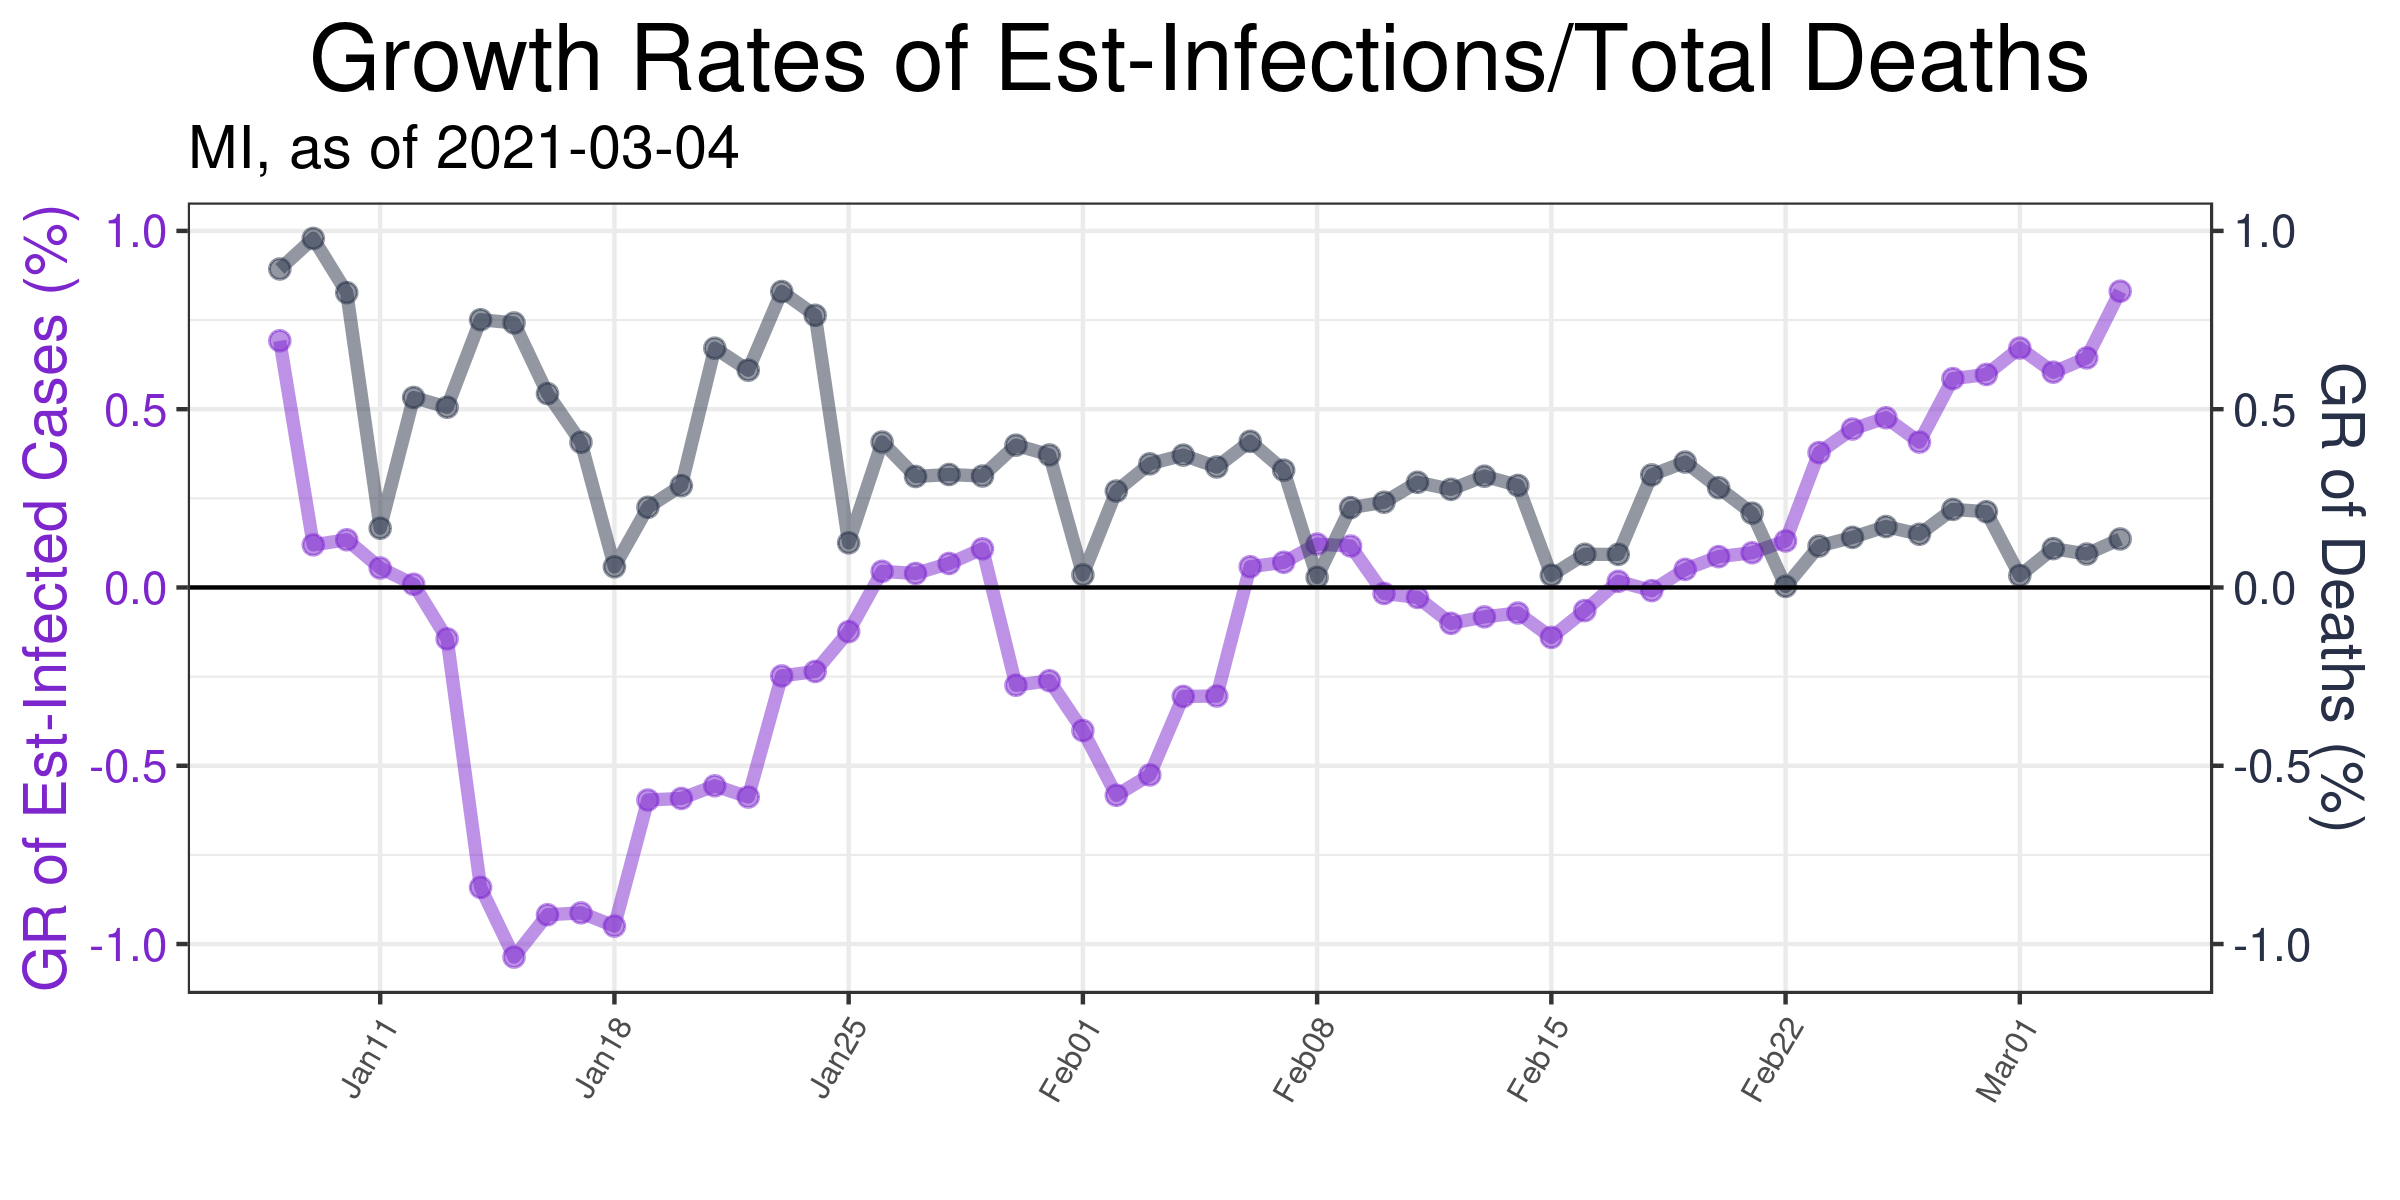 Growth Rates of Est-Infections/Total Deaths
MI, as of 2021-03-04
GR of Est-Infected Cases (%)
1.0
0.5
0.0
-0.5
-1.0
1.0
0.5
0.0
-0.5
-1.0
GR of Deaths (%)
Jan11
Jan18
Jan25
Feb01
Feb08
Feb15
Feb22
Mar01